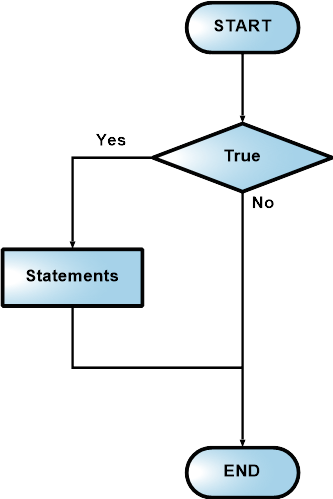 START
True
Yes
No
Statements
END